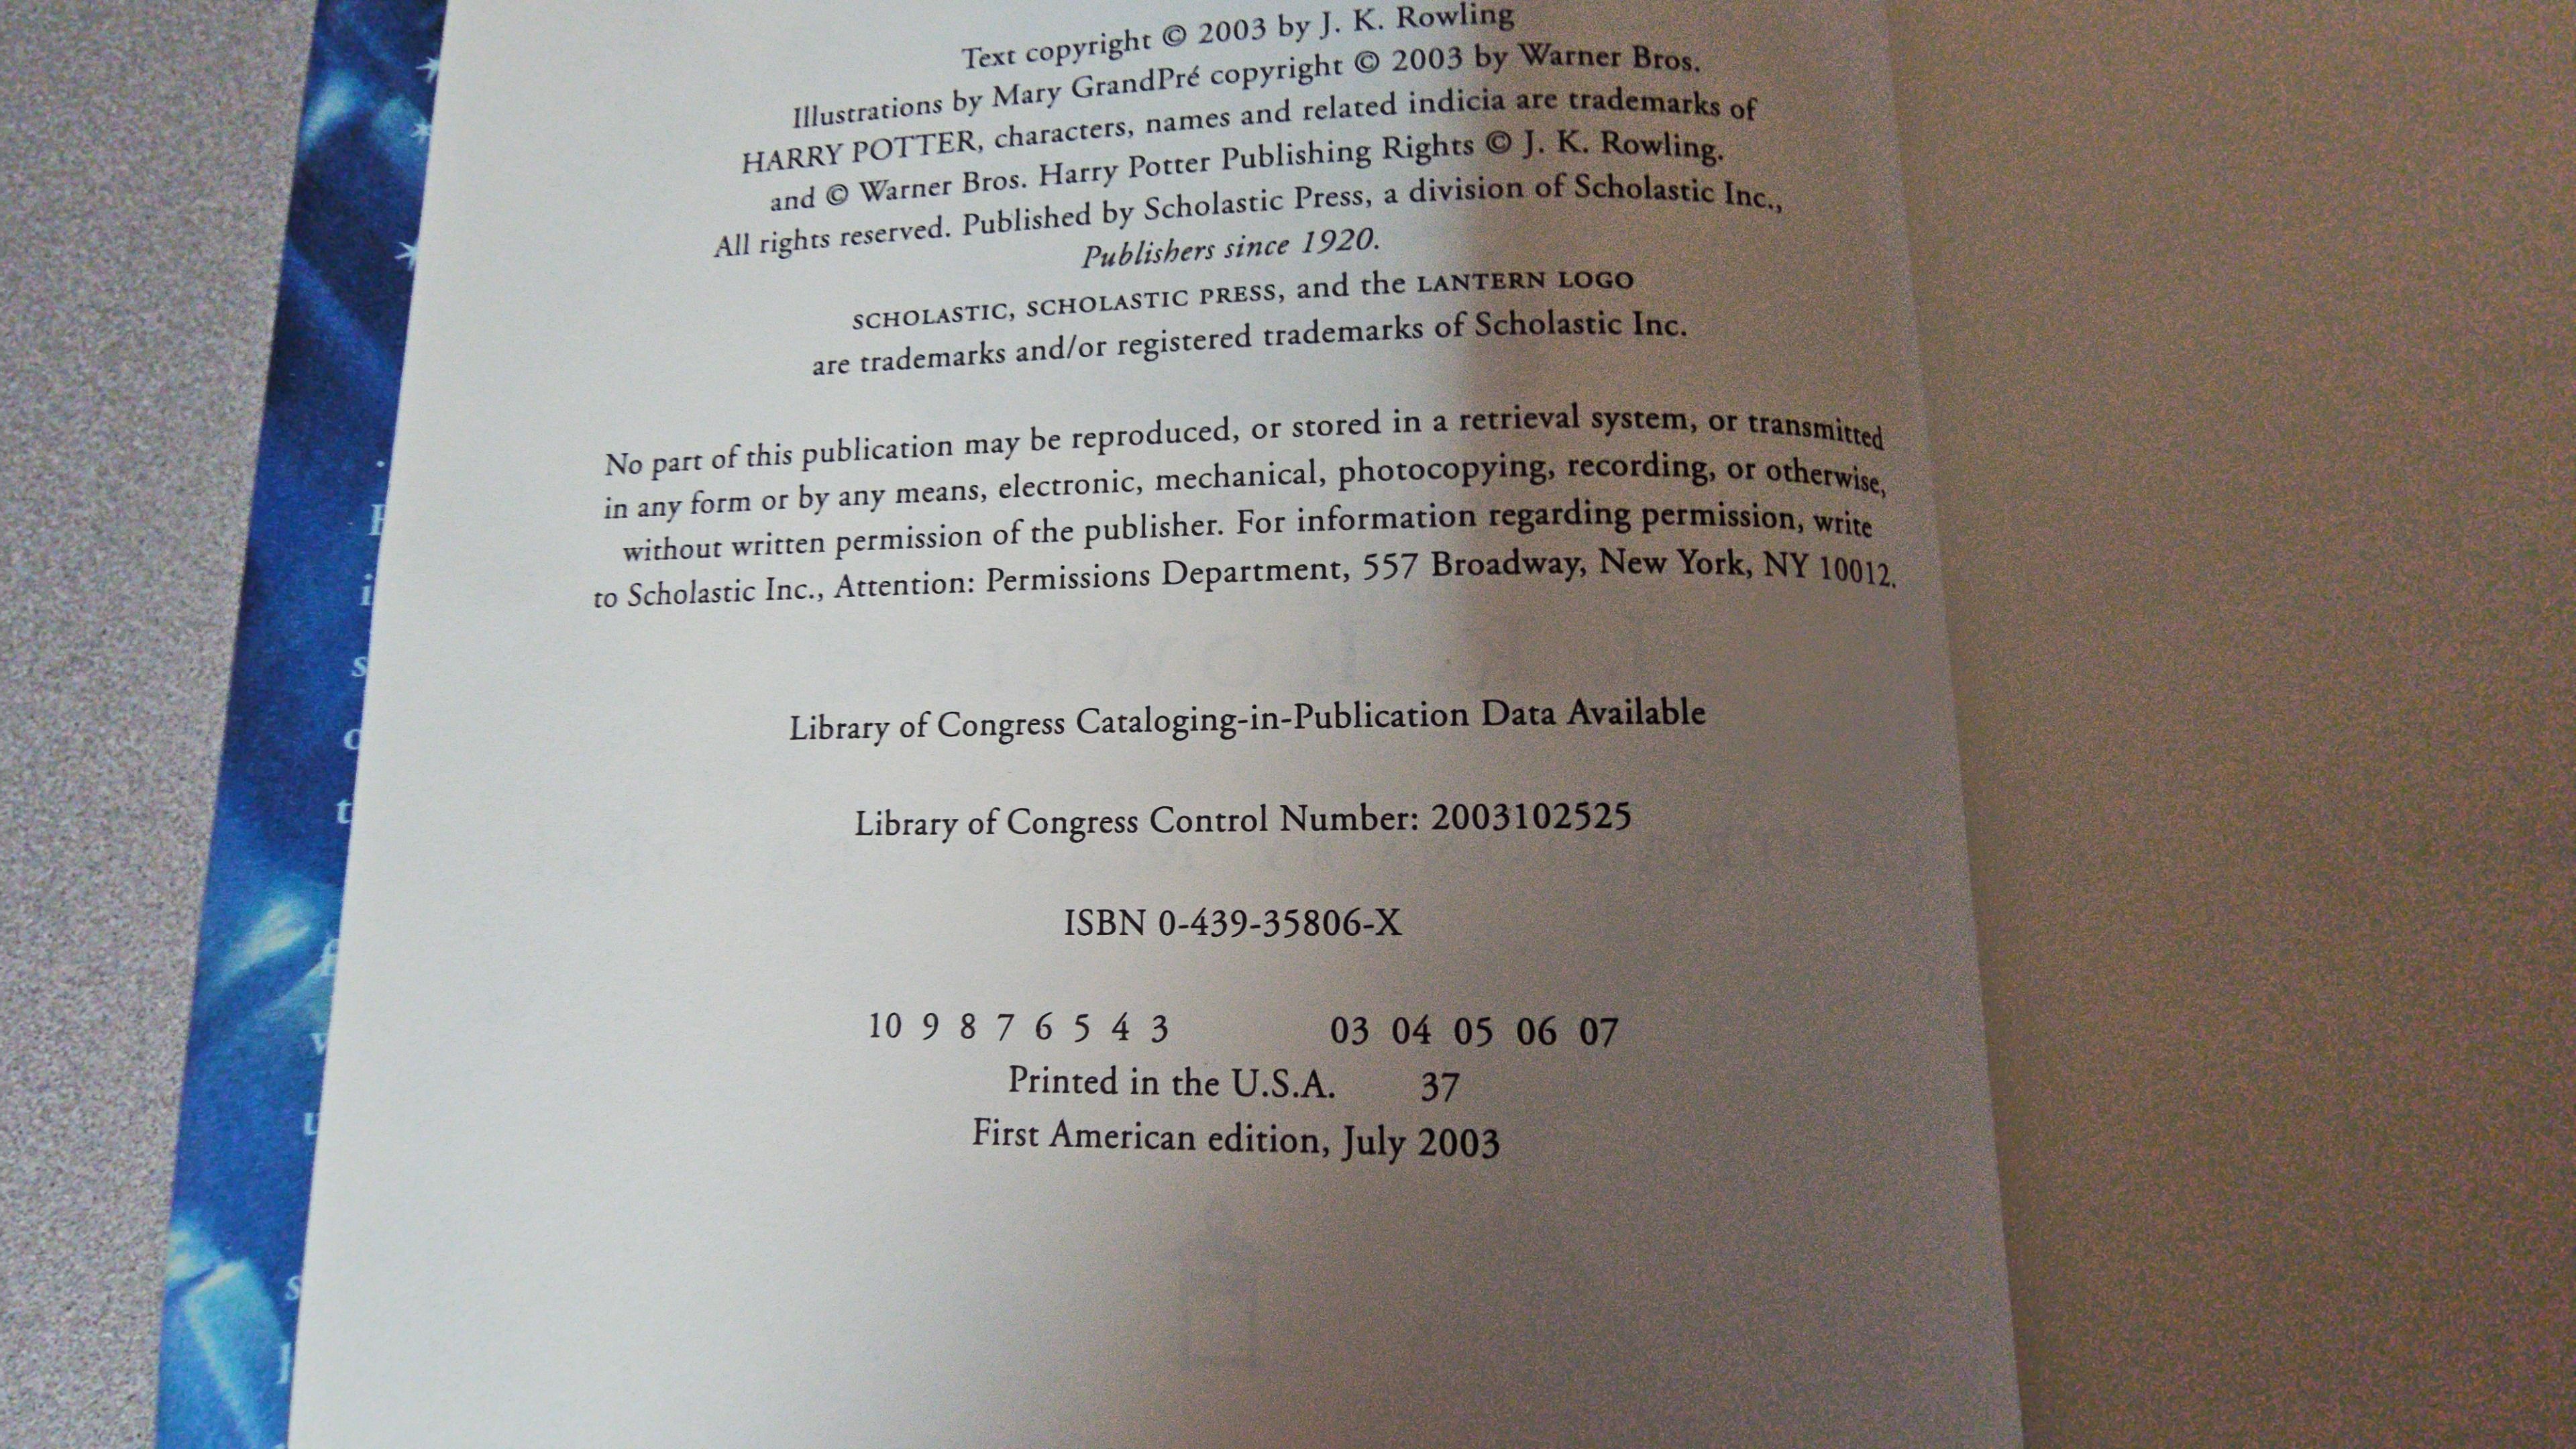 Text copyright © 2003 by J. K. Rowling
Illustrations by Mary GrandPré copyright © 2003 by Warner Bros.
HARRY POTTER, characters, names and related indicia are trademarks of
and © Warner Bros. Harry Potter Publishing Rights © J. K. Rowling.
All rights reserved. Published by Scholastic Press, a division of Scholastic Inc.,
Publishers since 1920.
SCHOLASTIC, SCHOLASTIC PRESS, and the LANTERN LOGO
are trademarks and/or registered trademarks of Scholastic Inc.
No part of this publication may be reproduced, or stored in a retrieval system, or transmitted
in any form or by any means, electronic, mechanical, photocopying, recording, or otherwise,
without written permission of the publisher. For information regarding permission, write
to Scholastic Inc., Attention: Permissions Department, 557 Broadway, New York, NY 10012.
Library of Congress Cataloging-in-Publication Data Available
Library of Congress Control Number: 2003102525
ISBN 0-439-35806-X
10 9 8 7 6 5 4 3 03 04 05 06 07
Printed in the U.S.A. 37
First American edition, July 2003